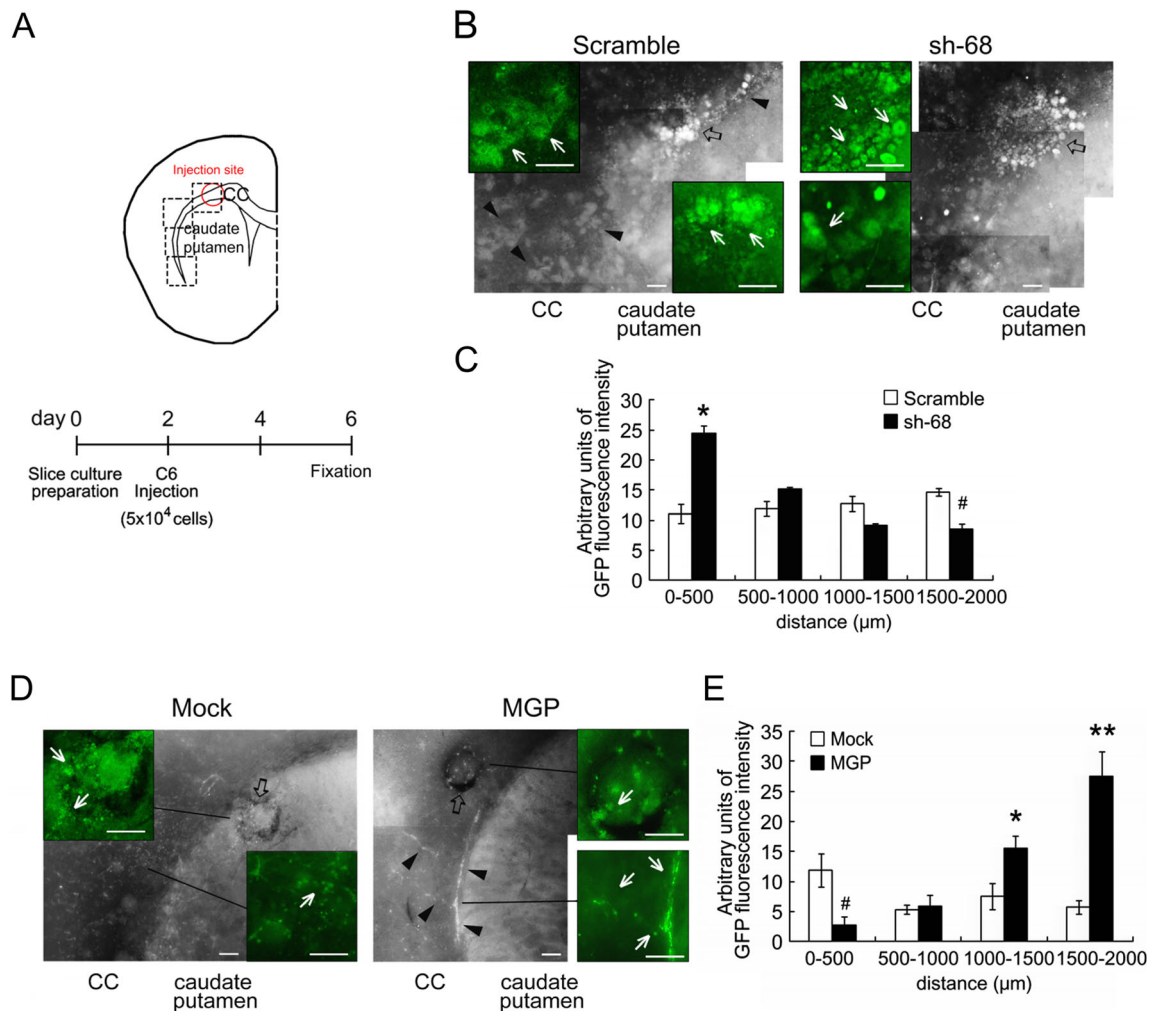 A
Injection site
CC
caudate
putamen
day 0 2 4 6
Slice culture
preparation
C6
Injection
(5x10⁴ cells)
Fixation
B
Scramble
sh-68
CC
caudate
putamen
CC
caudate
putamen
C
Arbitrary units of
GFP fluorescence intensity
30
25
20
15
10
5
0
Scramble
sh-68
*
#
0-500 500-1000 1000-1500 1500-2000
distance (µm)
D
Mock
MGP
CC
caudate
putamen
CC
caudate
putamen
E
Arbitrary units of
GFP fluorescence intensity
35
30
25
20
15
10
5
0
Mock
MGP
#
*
**
0-500 500-1000 1000-1500 1500-2000
distance (µm)